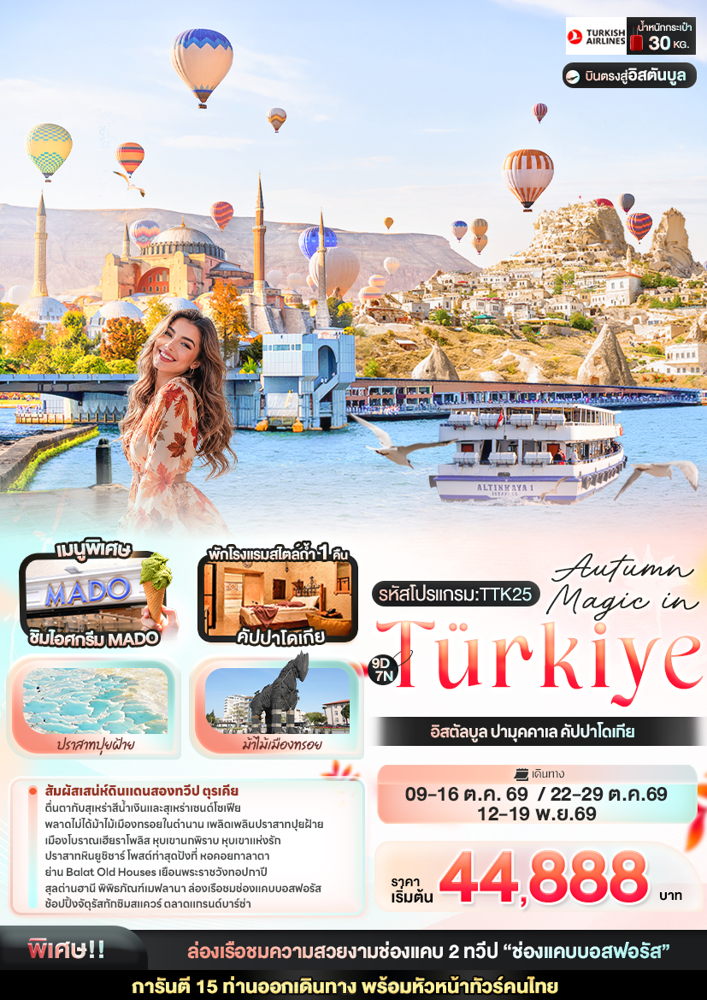 TURKISH
AIRLINES
น้ำหนักกระเป๋า
30 KG.
บินตรงสู่อิสตันบูล
ALTINKAYA 1
ISTANBUL
เมนูพิเศษ
MADO
ชิมไอศกรีม MADO
พักโรงแรมสไตล์ถ้ำ 1 คืน
คัปปาโดเกีย
รหัสโปรแกรม:TTK25
Autumn
Magic in
9D
7N
Türkiye
ปราสาทปุยฝ้าย
ม้าไม้เมืองทรอย
อิสตัลบูล ปามุคคาเล คัปปาโดเกีย
สัมผัสเสน่ห์ดินแดนสองทวีป ตุรเคีย
ตื่นตากับสุเหร่าสีน้ำเงินและสุเหร่าเซนต์โซเฟีย
พลาดไม่ได้ม้าไม้เมืองทรอยในตำนาน เพลิดเพลินปราสาทปุยฝ้าย
เมืองโบราณเฮียราโพลิส หุบเขานกพิราบ หุบเขาแห่งรัก
ปราสาทหินยูชิซาร์ โพสต์ท่าสุดปังที่ หอคอยกาลาตา
ย่าน Balat Old Houses เยือนพระราชวังทอปกาปี
สุลต่านฮานี พิพิธภัณฑ์เมฟลานา ล่องเรือชมช่องแคบบอสฟอรัส
ช้อปปิ้งจัตุรัสทักซิมสแควร์ ตลาดแกรนด์บาร์ซ่า
เดินทาง
09-16 ต.ค. 69 / 22-29 ต.ค.69
12-19 พ.ย.69
ราคา
เริ่มต้น
44,888
บาท
พิเศษ!!
ล่องเรือชมความสวยงามช่องแคบ 2 ทวีป “ช่องแคบบอสฟอรัส”
การันตี 15 ท่านออกเดินทาง พร้อมหัวหน้าทัวร์คนไทย